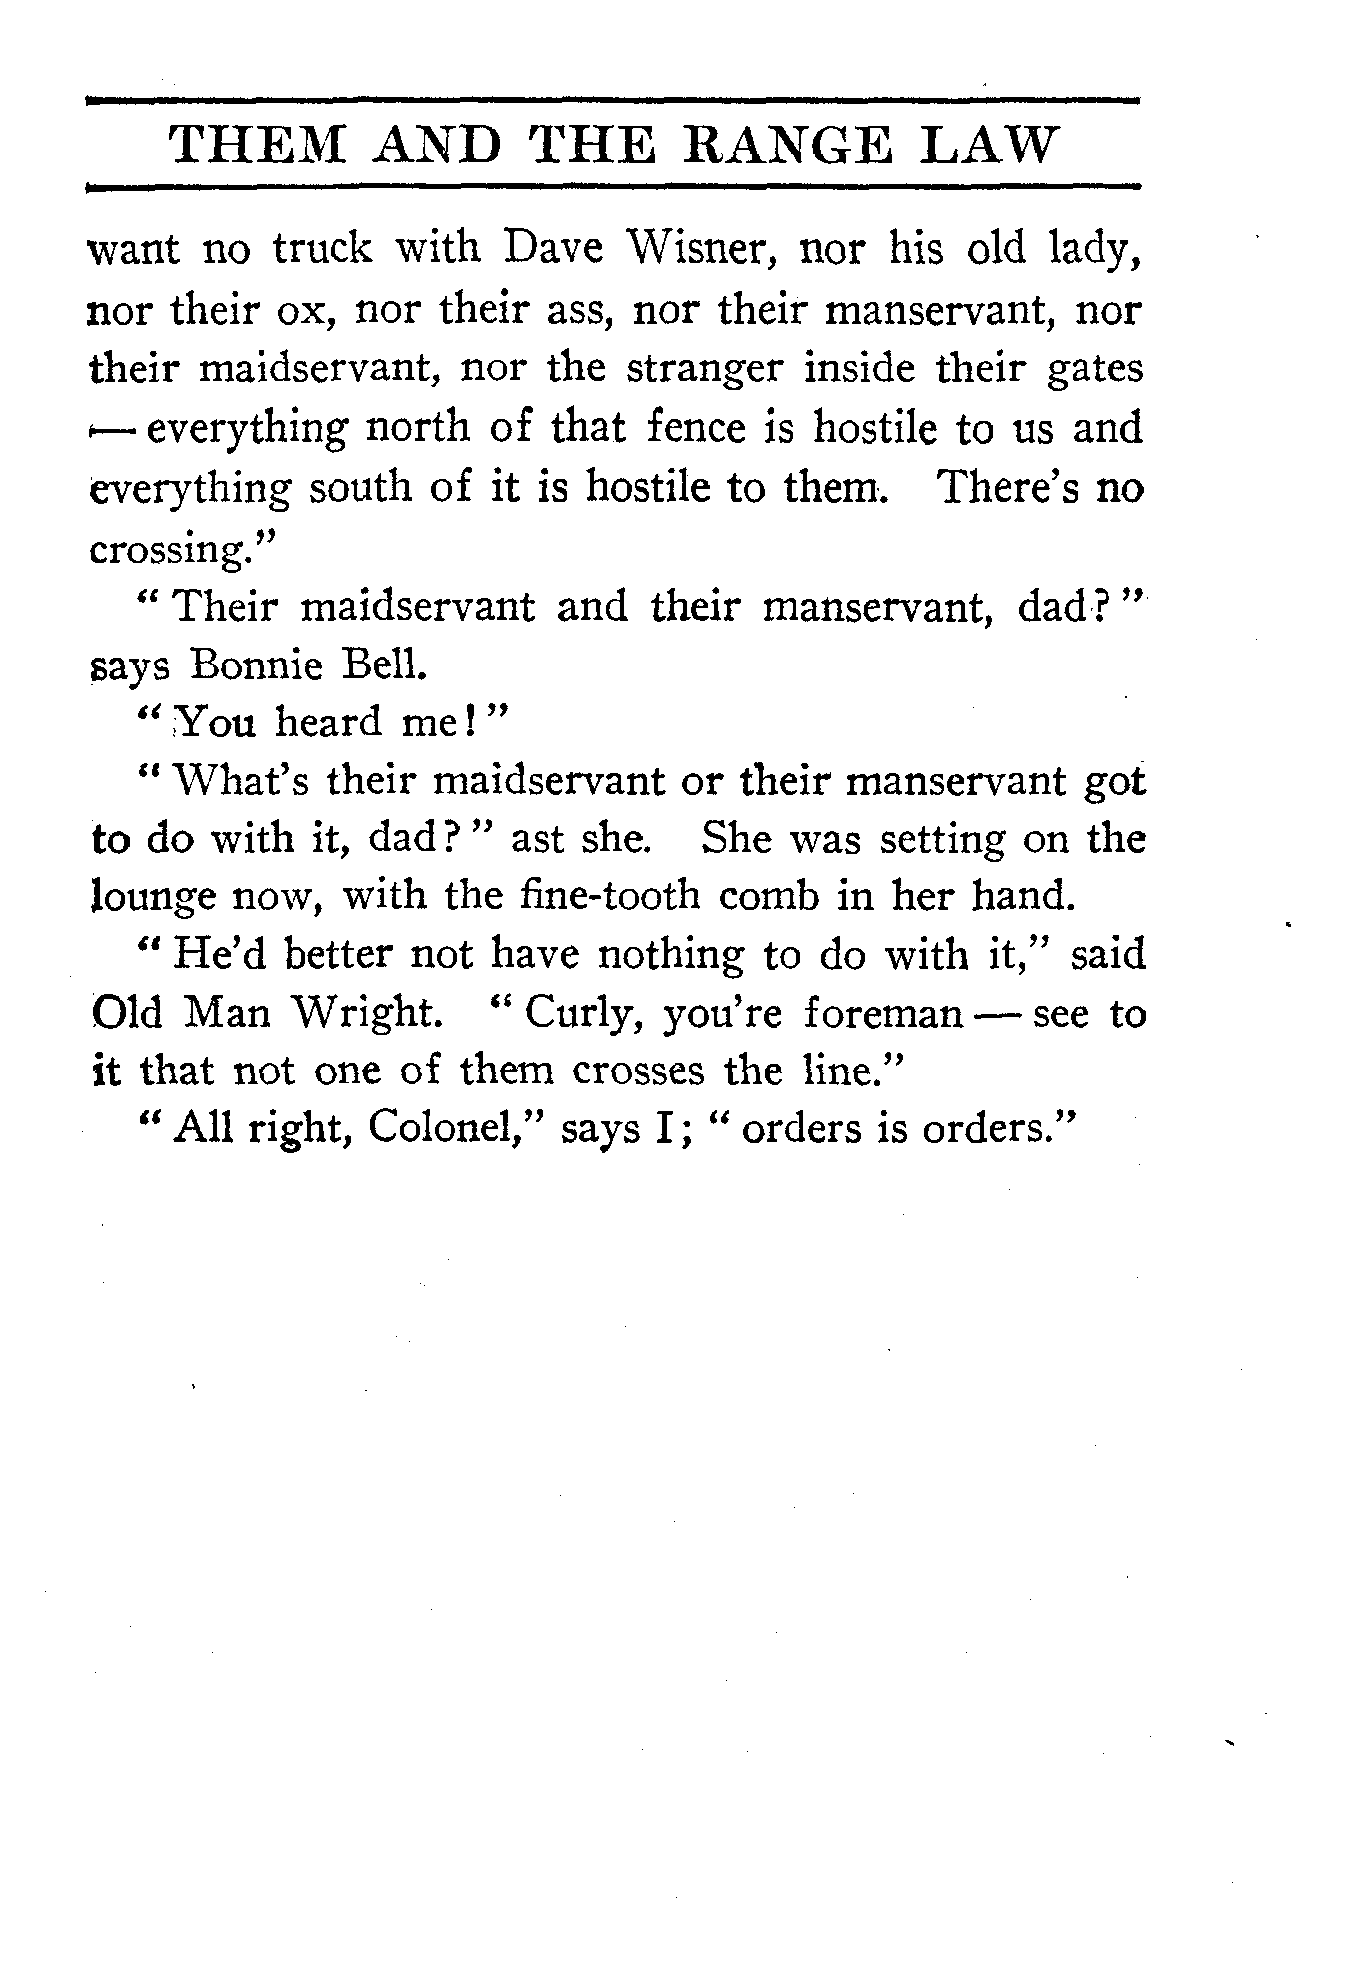 THEM AND THE RANGE LAW
want no truck with Dave Wisner, nor his old lady,
nor their ox, nor their ass, nor their manservant, nor
their maidservant, nor the stranger inside their gates
— everything north of that fence is hostile to us and
everything south of it is hostile to them. There's no
crossing."
" Their maidservant and their manservant, dad? "
says Bonnie Bell.
" You heard me! "
" What's their maidservant or their manservant got
to do with it, dad? " ast she. She was setting on the
lounge now, with the fine-tooth comb in her hand.
" He'd better not have nothing to do with it," said
Old Man Wright. " Curly, you're foreman — see to
it that not one of them crosses the line."
" All right, Colonel," says I; " orders is orders."